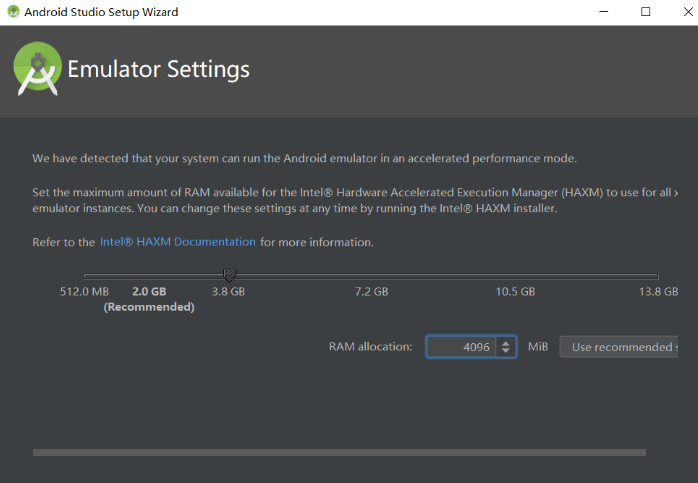 Android Studio Setup Wizard
Emulator Settings
We have detected that your system can run the Android emulator in an accelerated performance mode.
Set the maximum amount of RAM available for the Intel® Hardware Accelerated Execution Manager (HAXM) to use for all
emulator instances. You can change these settings at any time by running the Intel® HAXM installer.
Refer to the Intel® HAXM Documentation for more information.
512.0 MB 2.0 GB 3.8 GB 7.2 GB 10.5 GB 13.8 GB
(Recommended)
RAM allocation: 4096 MiB Use recommended